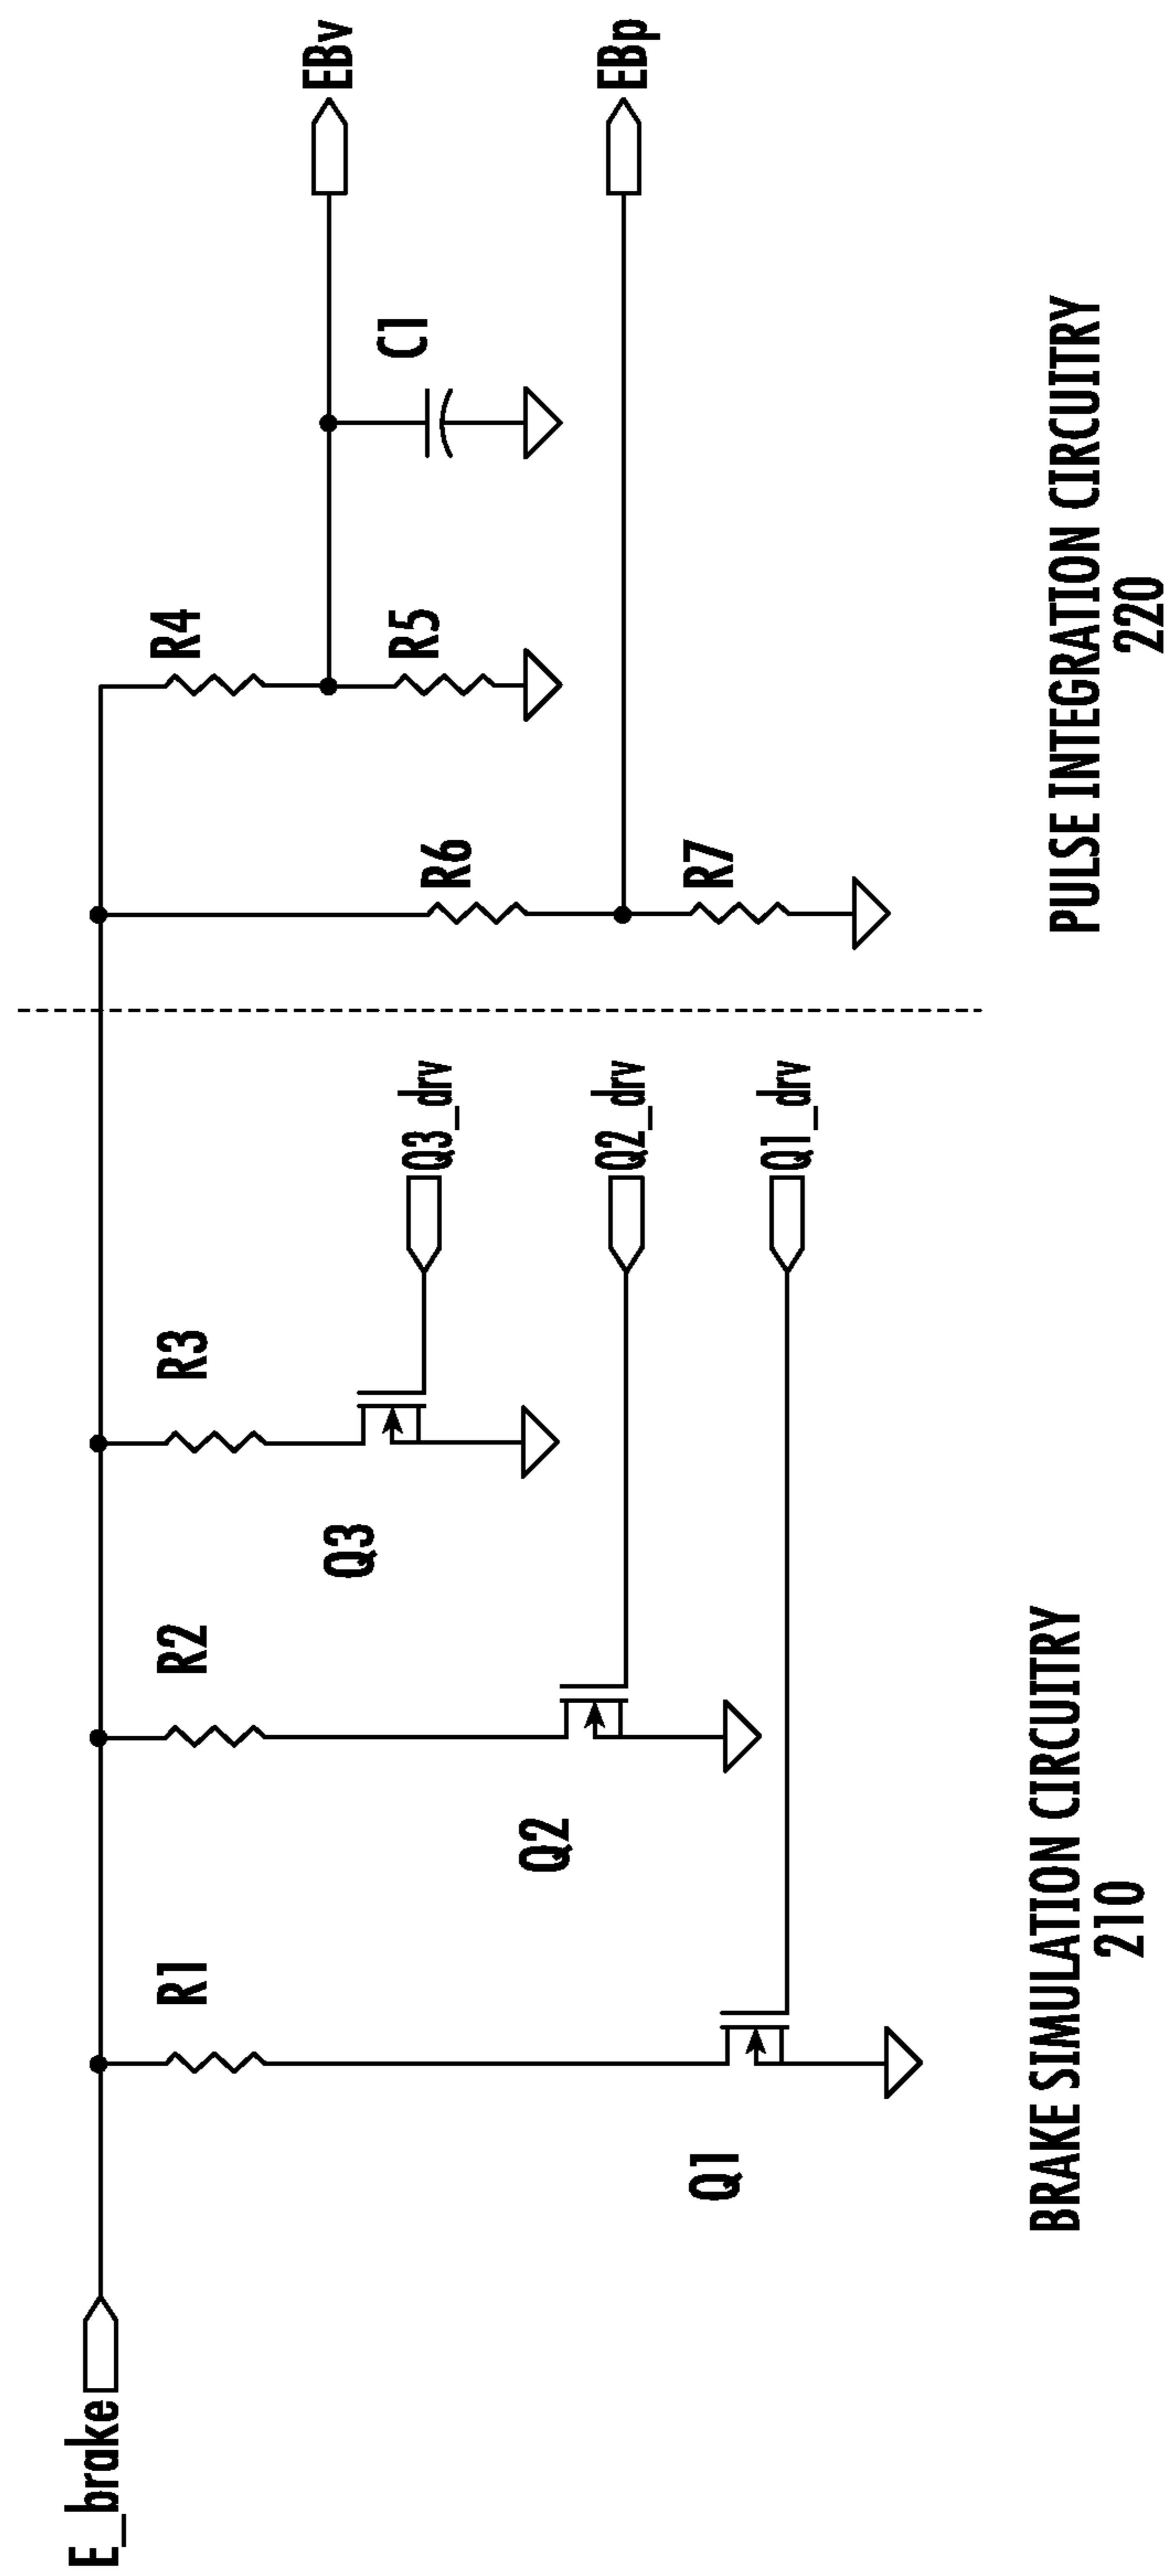 E_brake
R1
R2
R3
R4
EBv
R5
C1
R6
EBp
R7
Q3
Q3_drv
Q2
Q2_drv
Q1
Q1_drv
BRAKE SIMULATION CIRCUITRY
210
PULSE INTEGRATION CIRCUITRY
220